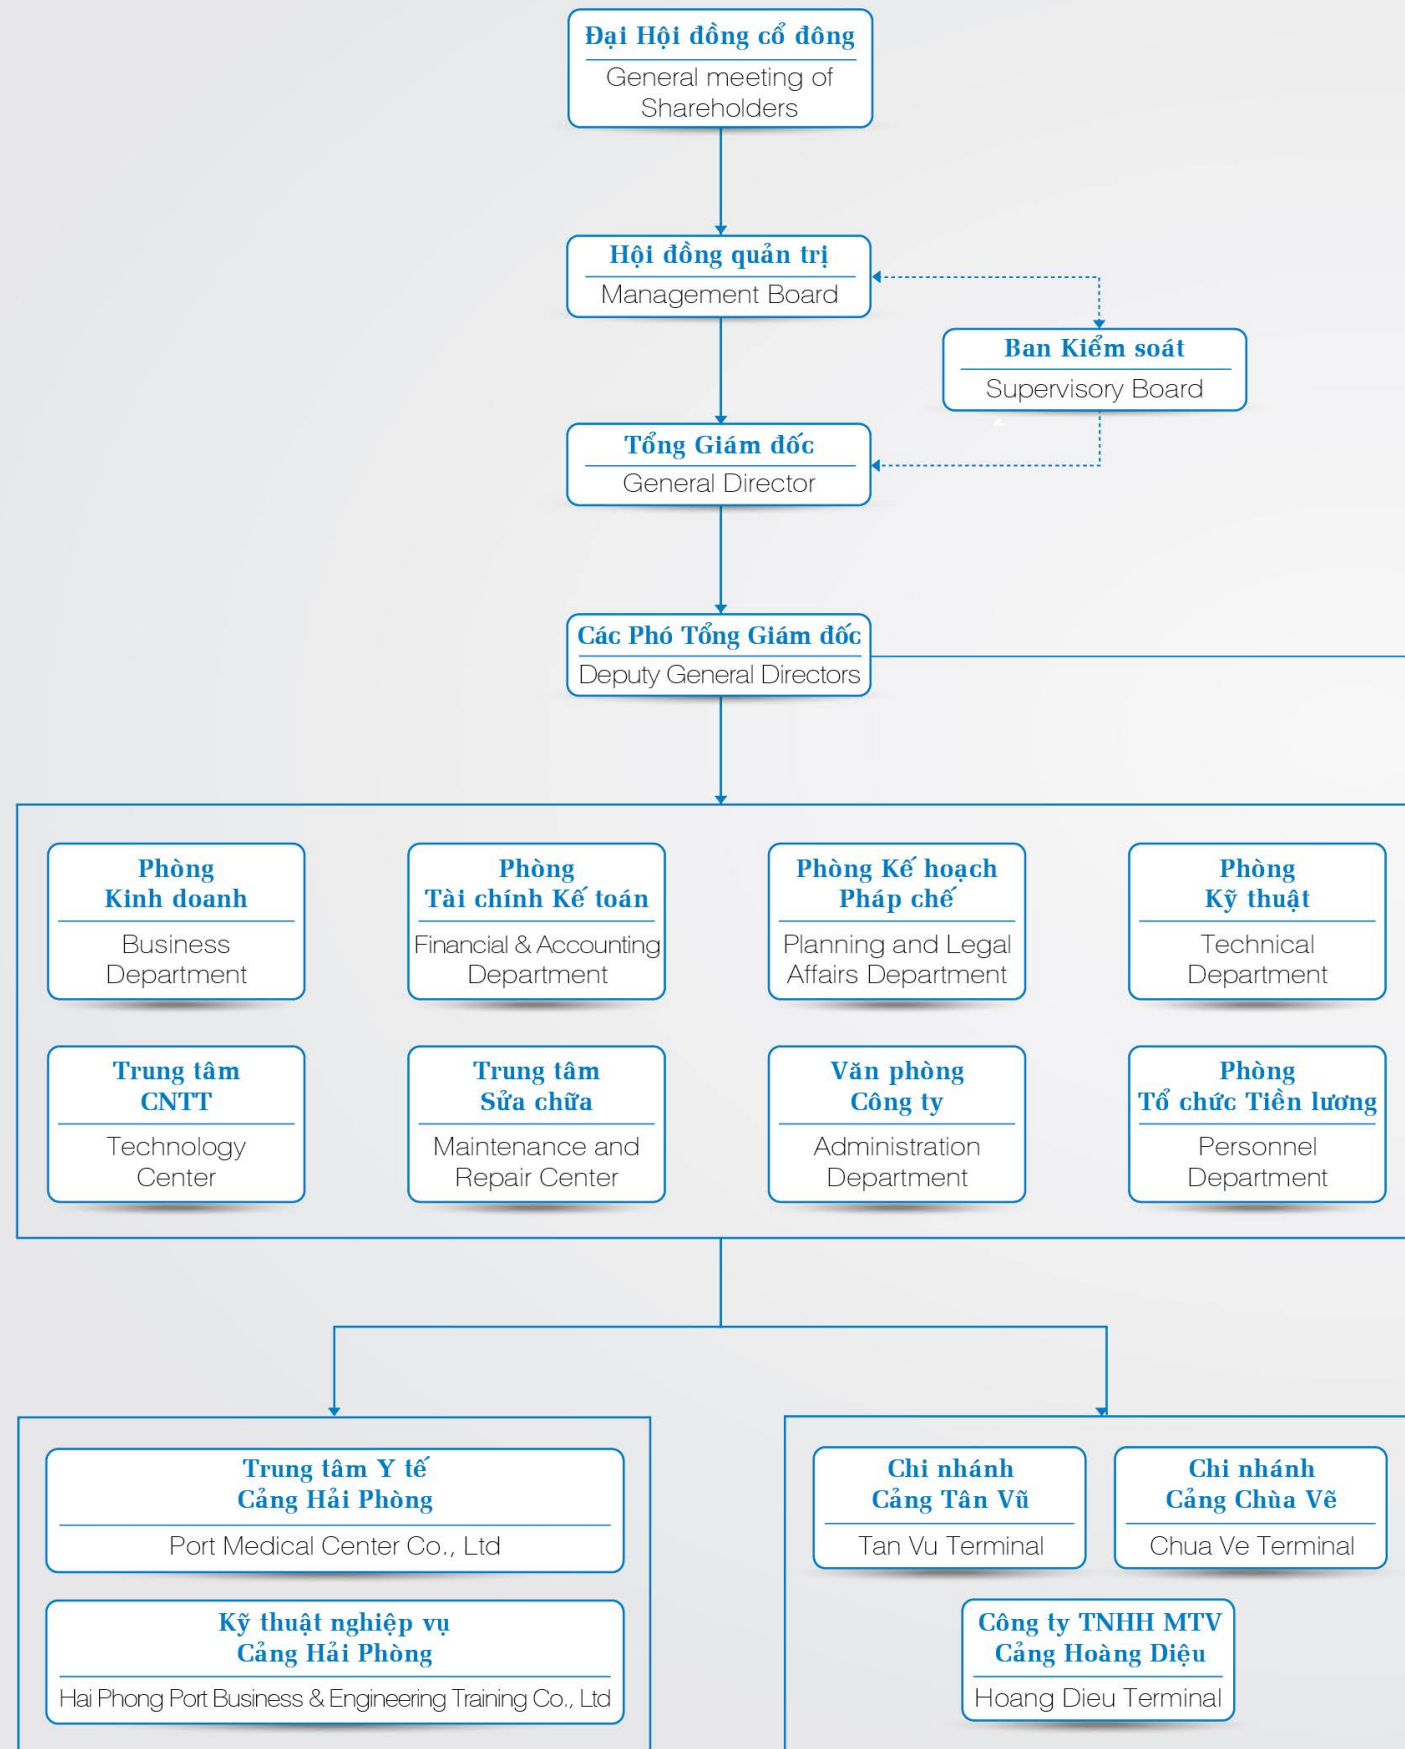 Đại Hội đồng cổ đông
General meeting of
Shareholders
Hội đồng quản trị
Management Board
Ban Kiểm soát
Supervisory Board
Tổng Giám đốc
General Director
Các Phó Tổng Giám đốc
Deputy General Directors
Phòng
Kinh doanh
Business
Department
Phòng
Tài chính Kế toán
Financial & Accounting
Department
Phòng Kế hoạch
Pháp chế
Planning and Legal
Affairs Department
Phòng
Kỹ thuật
Technical
Department
Trung tâm
CNTT
Technology
Center
Trung tâm
Sửa chữa
Maintenance and
Repair Center
Văn phòng
Công ty
Administration
Department
Phòng
Tổ chức Tiền lương
Personnel
Department
Trung tâm Y tế
Cảng Hải Phòng
Port Medical Center Co., Ltd
Kỹ thuật nghiệp vụ
Cảng Hải Phòng
Hai Phong Port Business & Engineering Training Co., Ltd
Chi nhánh
Cảng Tân Vũ
Tan Vu Terminal
Chi nhánh
Cảng Chùa Vẽ
Chua Ve Terminal
Công ty TNHH MTV
Cảng Hoàng Diệu
Hoang Dieu Terminal